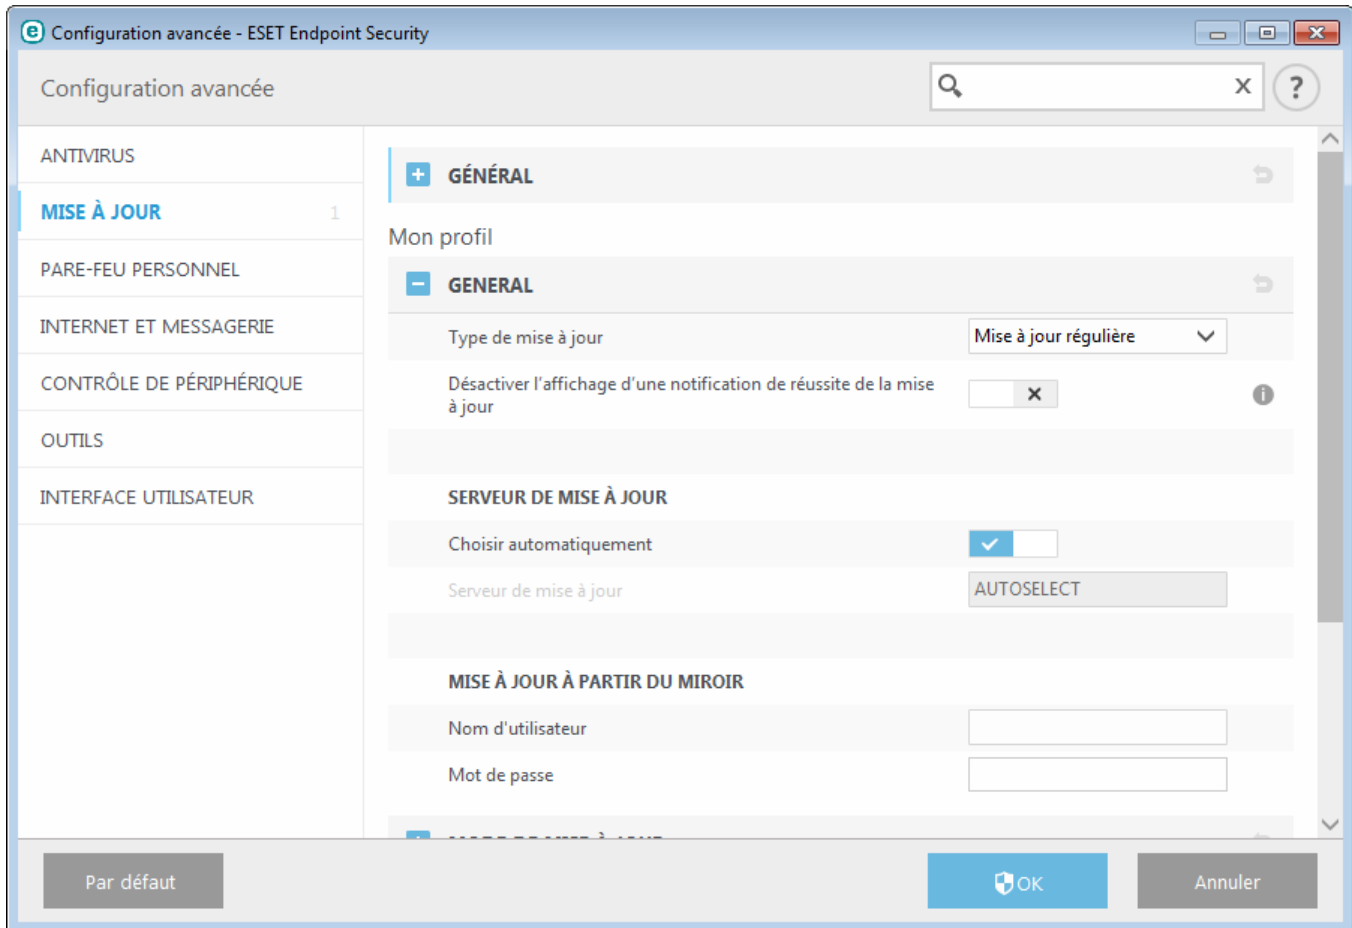 Configuration avancée - ESET Endpoint Security
Configuration avancée
ANTIVIRUS
MISE À JOUR 1
PARE-FEU PERSONNEL
INTERNET ET MESSAGERIE
CONTRÔLE DE PÉRIPHÉRIQUE
OUTILS
INTERFACE UTILISATEUR
GÉNÉRAL
Mon profil
GENERAL
Type de mise à jour Mise à jour régulière
Désactiver l'affichage d'une notification de réussite de la mise
à jour
SERVEUR DE MISE À JOUR
Choisir automatiquement
Serveur de mise à jour AUTOSELECT
MISE À JOUR À PARTIR DU MIROIR
Nom d'utilisateur
Mot de passe
Par défaut
OK
Annuler